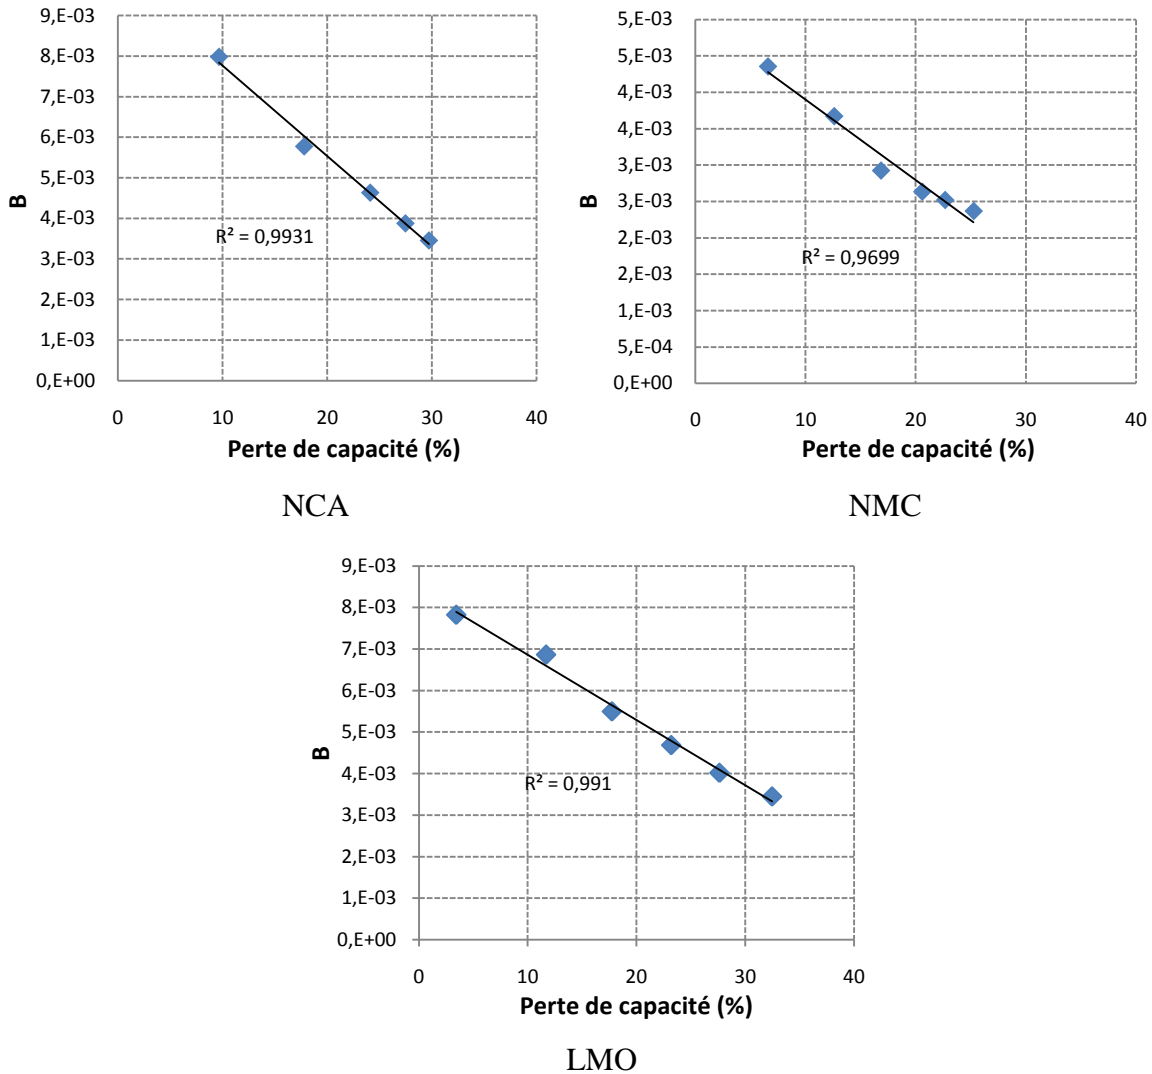 9,E-03
8,E-03
7,E-03
6,E-03
5,E-03
4,E-03
3,E-03
2,E-03
1,E-03
0,E+00
B
R² = 0,9931
0 10 20 30 40
Perte de capacité (%)
NCA
5,E-03
5,E-03
4,E-03
4,E-03
3,E-03
3,E-03
2,E-03
2,E-03
1,E-03
5,E-04
0,E+00
B
R² = 0,9699
0 10 20 30 40
Perte de capacité (%)
NMC
9,E-03
8,E-03
7,E-03
6,E-03
5,E-03
4,E-03
3,E-03
2,E-03
1,E-03
0,E+00
B
R² = 0,991
0 10 20 30 40
Perte de capacité (%)
LMO